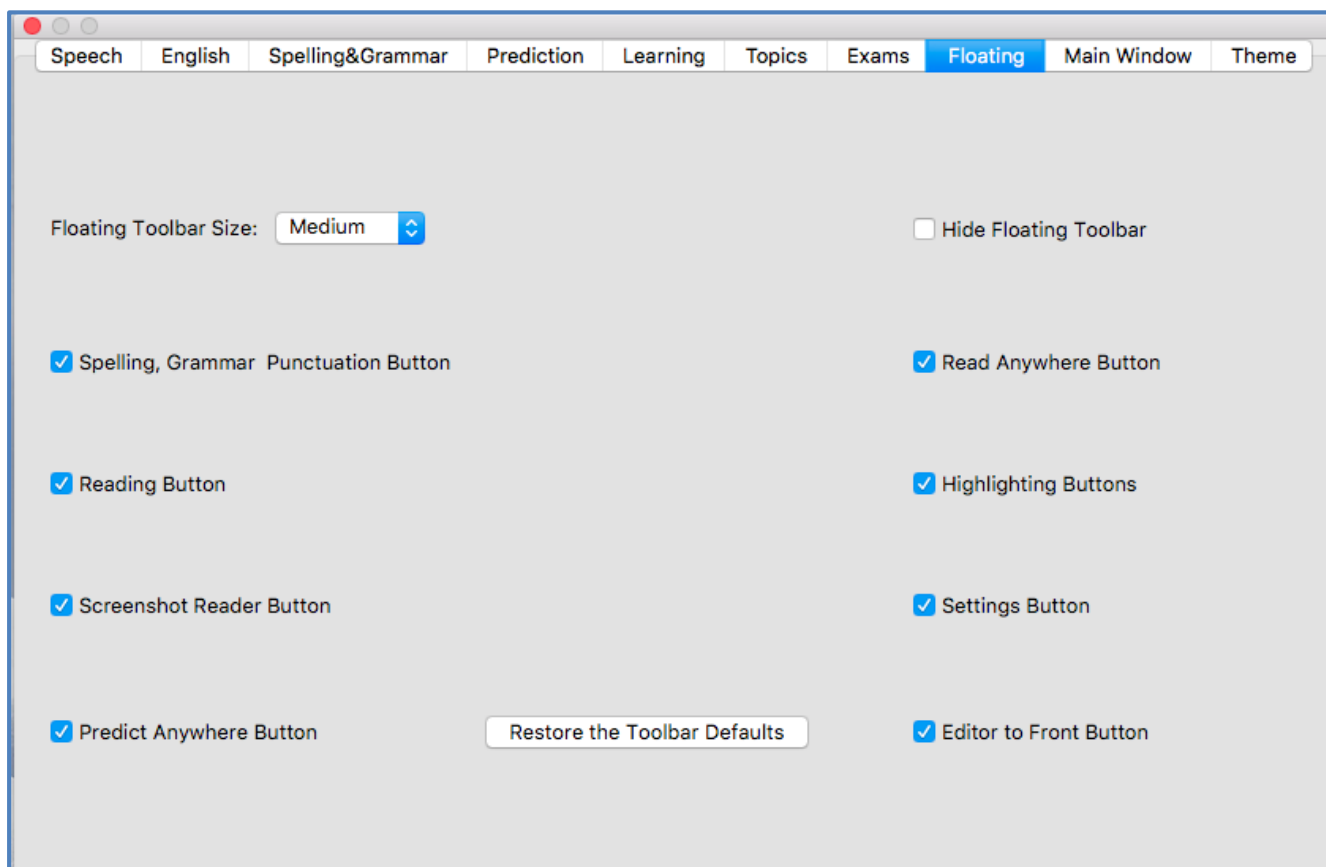 Speech English Spelling&Grammar Prediction Learning Topics Exams Floating Main Window Theme
Floating Toolbar Size: Medium Hide Floating Toolbar
Spelling, Grammar  Punctuation Button Read Anywhere Button
Reading Button Highlighting Buttons
Screenshot Reader Button Settings Button
Predict Anywhere Button Restore the Toolbar Defaults Editor to Front Button